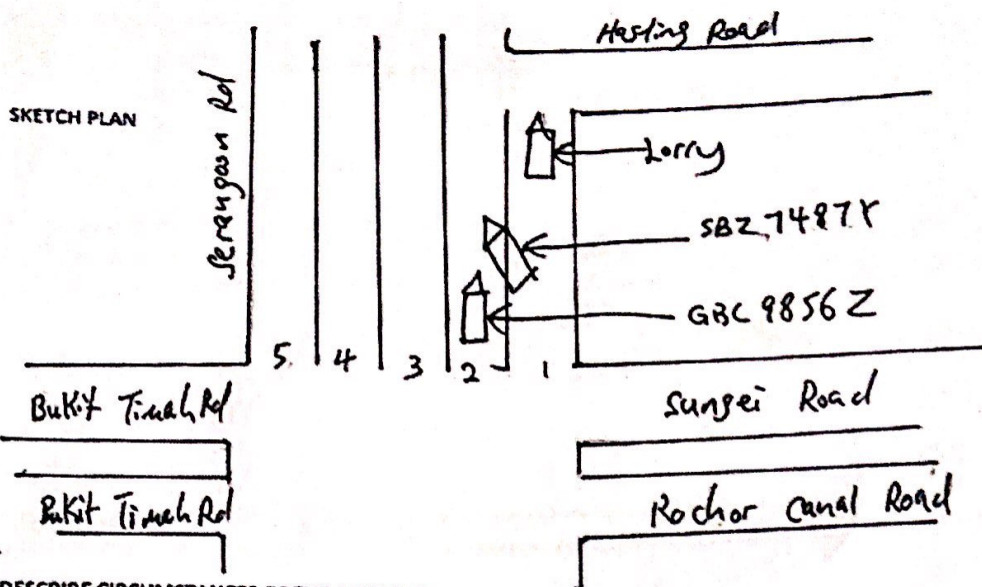 Hasting Road
SKETCH PLAN
Serangoon Rd
Lorry
SBZ 7487X
GBC 9856Z
5 4 3 2 1
Bukit Timah Rd
Sungei Road
Bukit Timah Rd
Rochor Canal Road